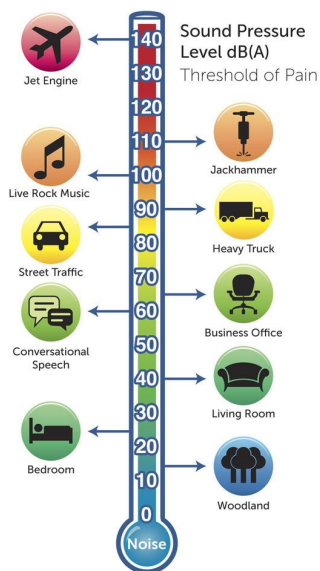 Sound Pressure
Level dB(A)
Threshold of Pain
140
Jet Engine
130
120
110
Jackhammer
100
Live Rock Music
90
Heavy Truck
80
Street Traffic
70
60
Business Office
Conversational
Speech
50
40
Living Room
30
20
Bedroom
10
Woodland
0
Noise